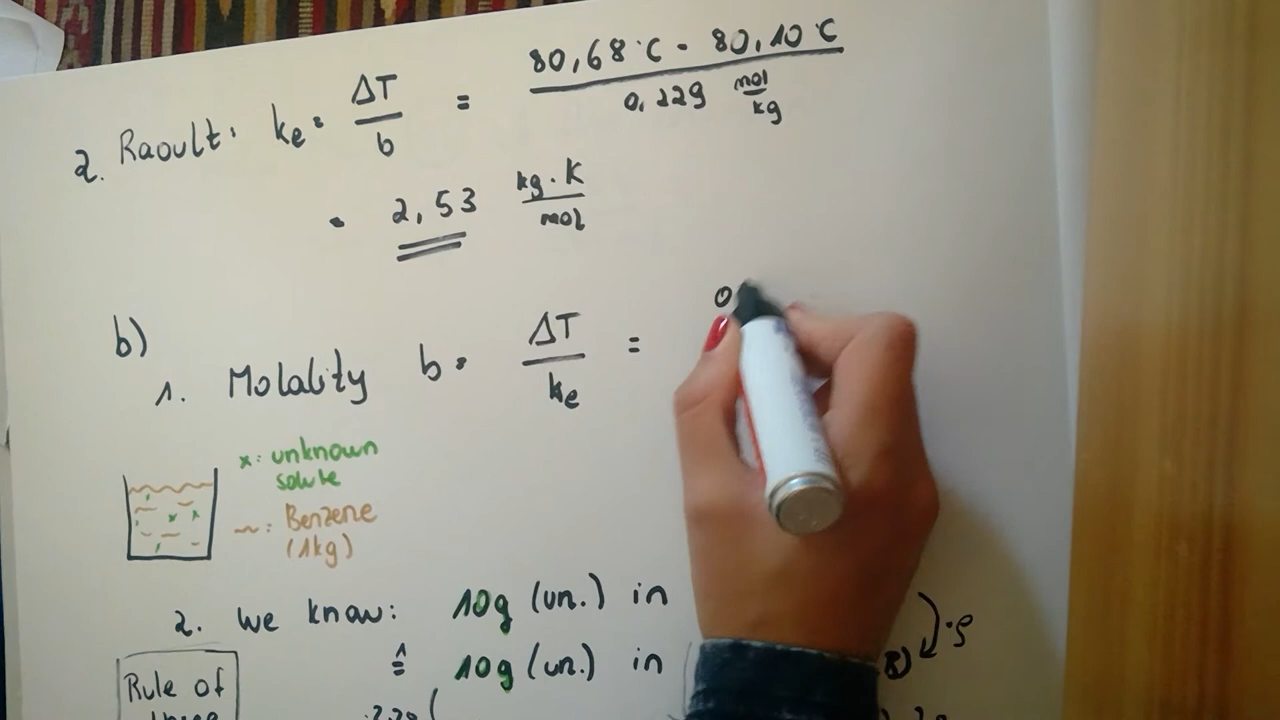 80,68°C - 80,10°C
2. Raoult: ke = ΔT / b = 0,229 mol/kg
= 2,53 kg·K / mol
b)
1. Molality b = ΔT / ke = 0
x: unknown solute
~: Benzene (1kg)
2. We know: 10g (un.) in
≙ 10g (un.) in B) ·ρ
Rule of